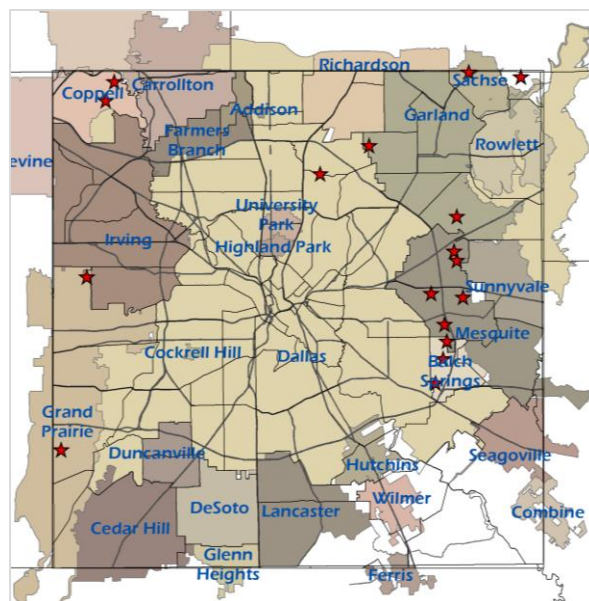 Richardson
Sachse
Coppell
Carrollton
Addison
Garland
Farmers
Branch
Rowlett
evine
University
Park
Irving
Highland Park
Sunnyvale
Mesquite
Cockrell Hill
Dallas
Balch
Springs
Grand
Prairie
Duncanville
Hutchins
Seagoville
DeSoto
Lancaster
Wilmer
Combine
Cedar Hill
Glenn
Heights
Ferris